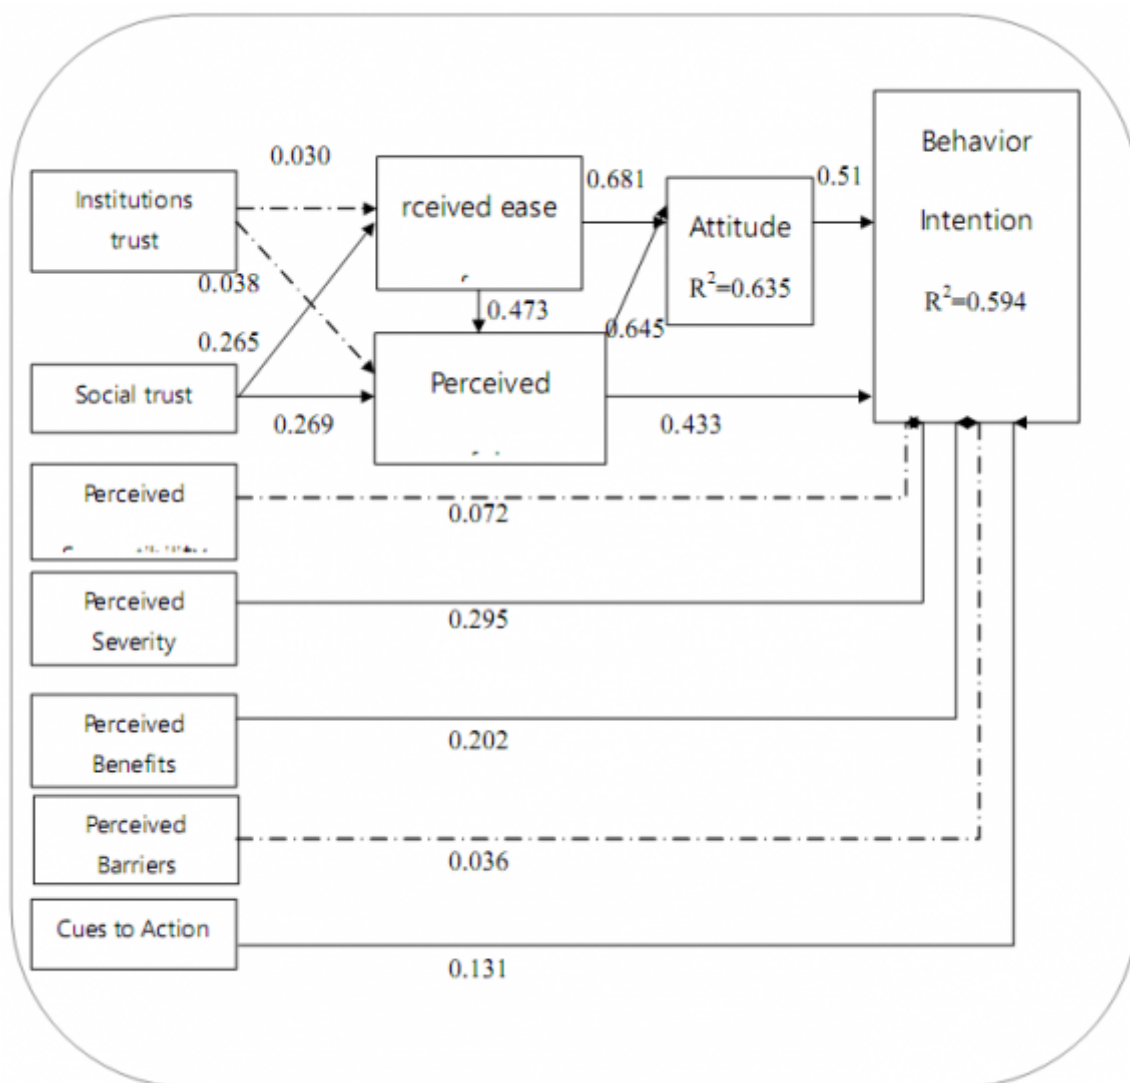 0.030
Institutions
trust
rceived ease
0.681
Attitude
R²=0.635
0.51
Behavior
Intention
R²=0.594
0.038
0.473
0.645
0.265
Social trust
0.269
Perceived
0.433
Perceived
0.072
Perceived
Severity
0.295
Perceived
Benefits
0.202
Perceived
Barriers
0.036
Cues to Action
0.131